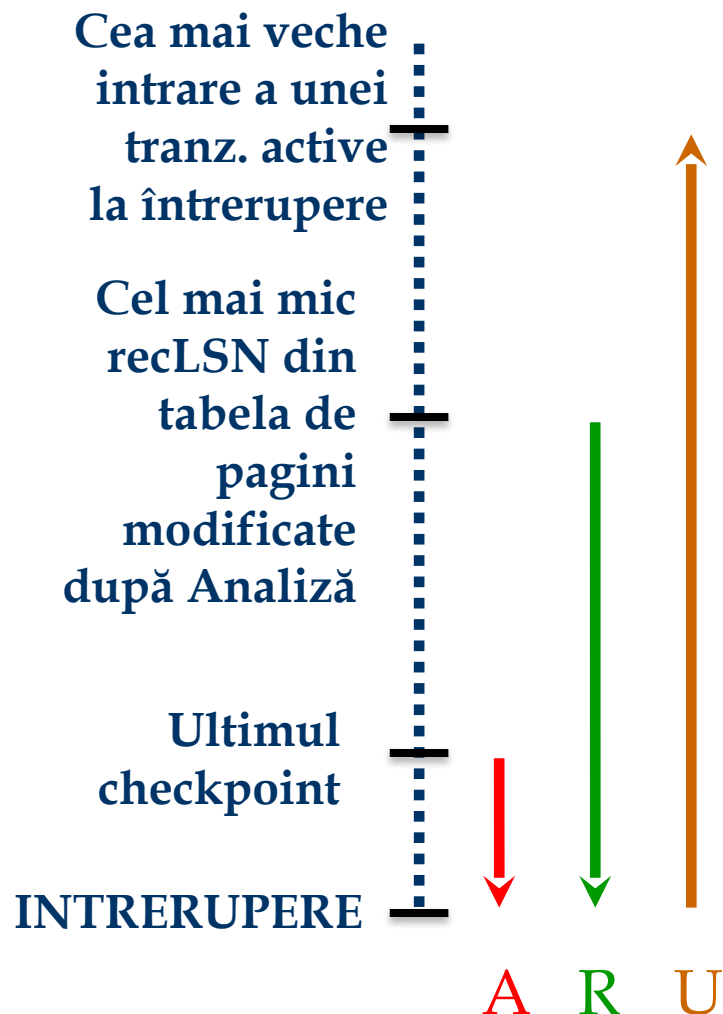 Cea mai veche
intrare a unei
tranz. active
la întrerupere
Cel mai mic
recLSN din
tabela de
pagini
modificate
după Analiză
Ultimul
checkpoint
INTRERUPERE
A R U